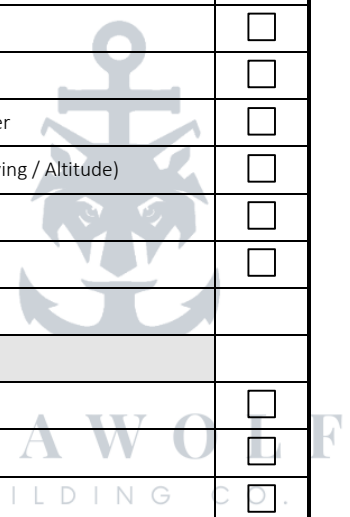 er
ing / Altitude)
A W O L F
I L D I N G C O .